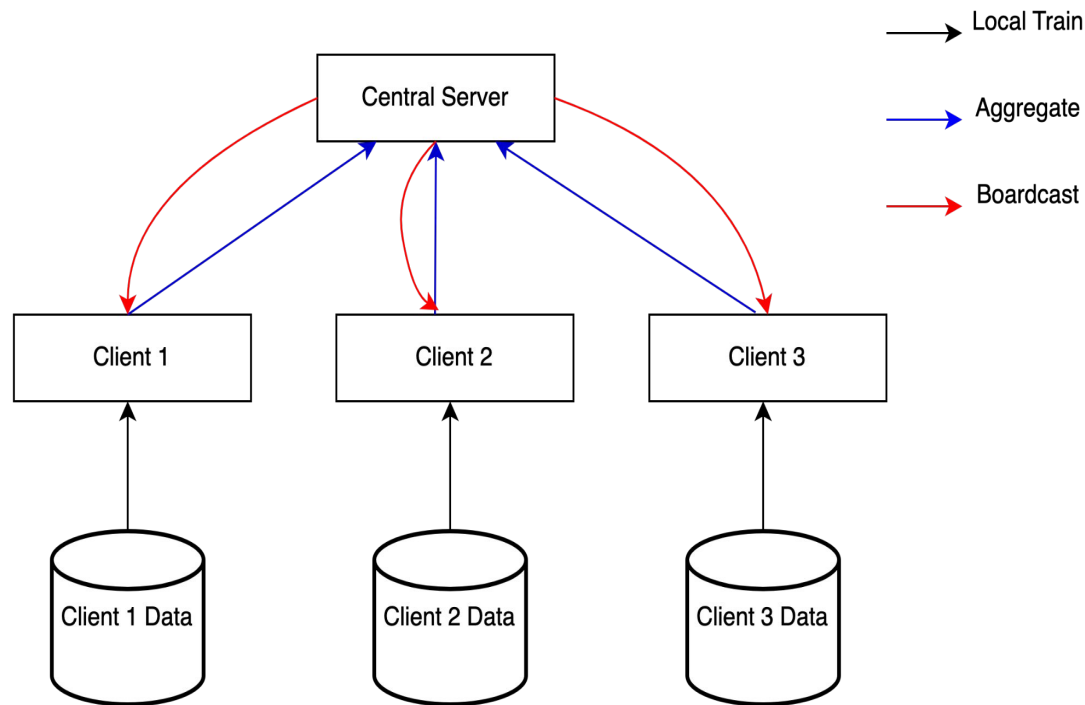 Local Train
Central Server
Aggregate
Boardcast
Client 1
Client 2
Client 3
Client 1 Data
Client 2 Data
Client 3 Data